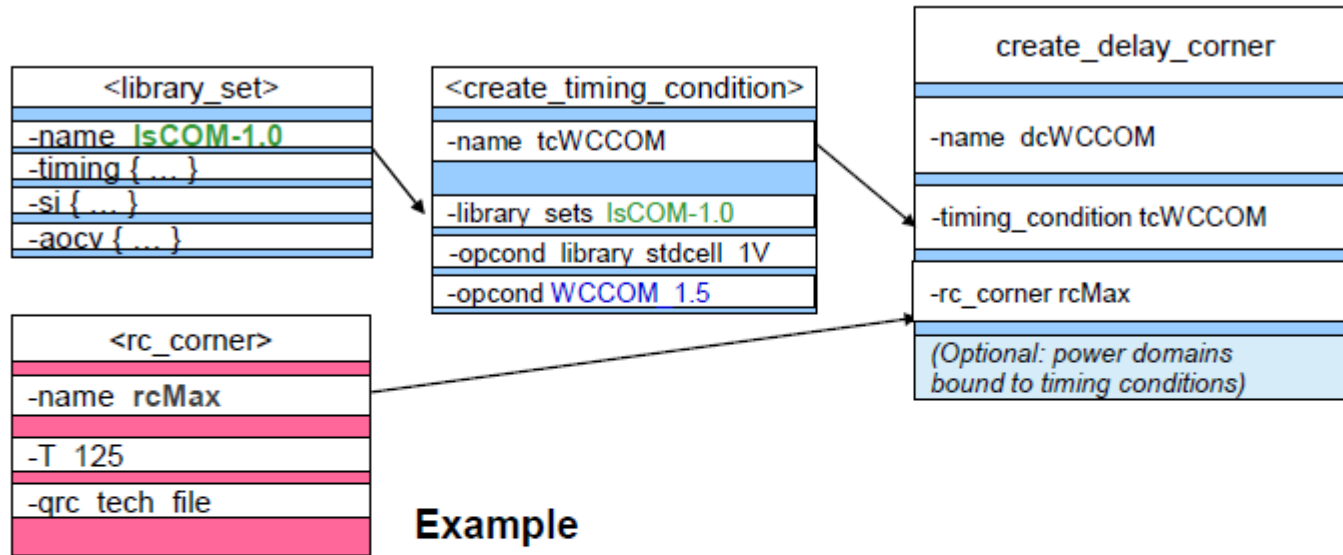 <library_set>
-name lsCOM-1.0
-timing { ... }
-si { ... }
-aocv { ... }
<create_timing_condition>
-name tcWCCOM
-library_sets lsCOM-1.0
-opcond_library stdcell_1V
-opcond WCCOM_1.5
create_delay_corner
-name dcWCCOM
-timing_condition tcWCCOM
-rc_corner rcMax
(Optional: power domains
bound to timing conditions)
<rc_corner>
-name rcMax
-T 125
-qrc_tech_file
Example